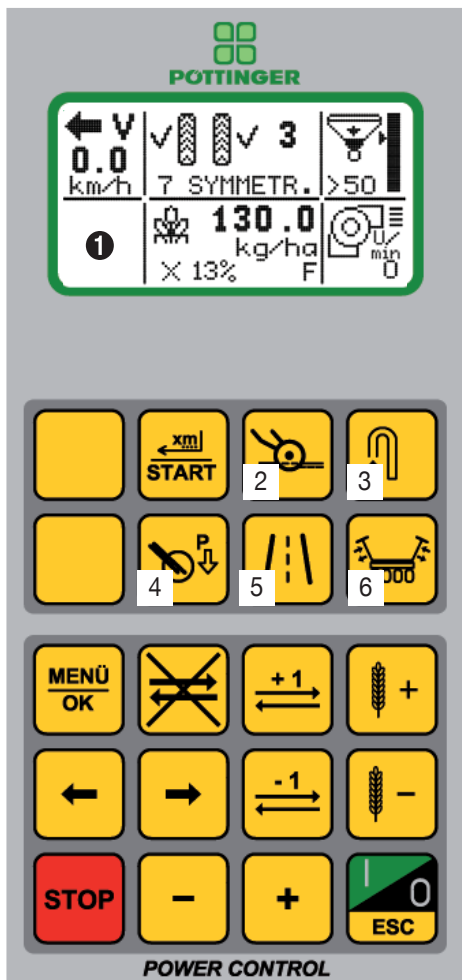 PÖTTINGER
V
0.0
km/h
3
7 SYMMETR.
>50
1
130.0
kg/ha
X 13% F
U/
min
0
xm
START
2
3
4
P
5
6
MENÜ
OK
+1
+
-1
-
STOP
-
+
I
0
ESC
POWER CONTROL